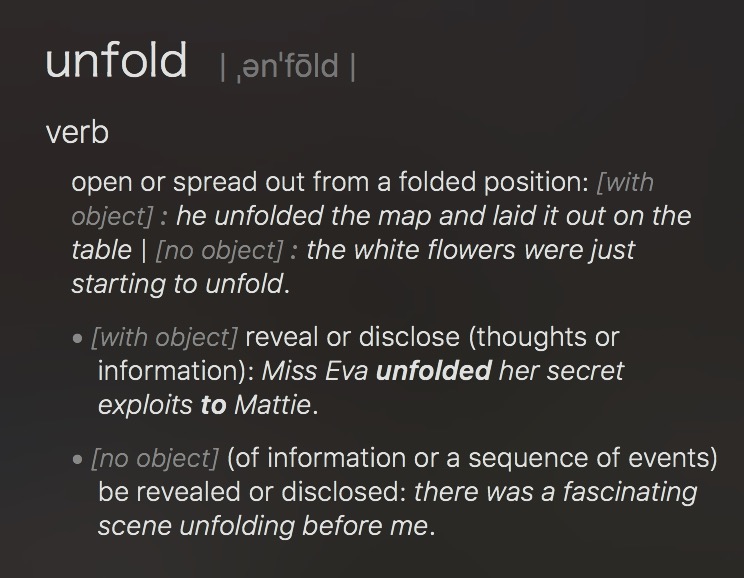 unfold | ˌənˈfōld |
verb
open or spread out from a folded position: [with
object] : he unfolded the map and laid it out on the
table | [no object] : the white flowers were just
starting to unfold.
• [with object] reveal or disclose (thoughts or
information): Miss Eva unfolded her secret
exploits to Mattie.
• [no object] (of information or a sequence of events)
be revealed or disclosed: there was a fascinating
scene unfolding before me.